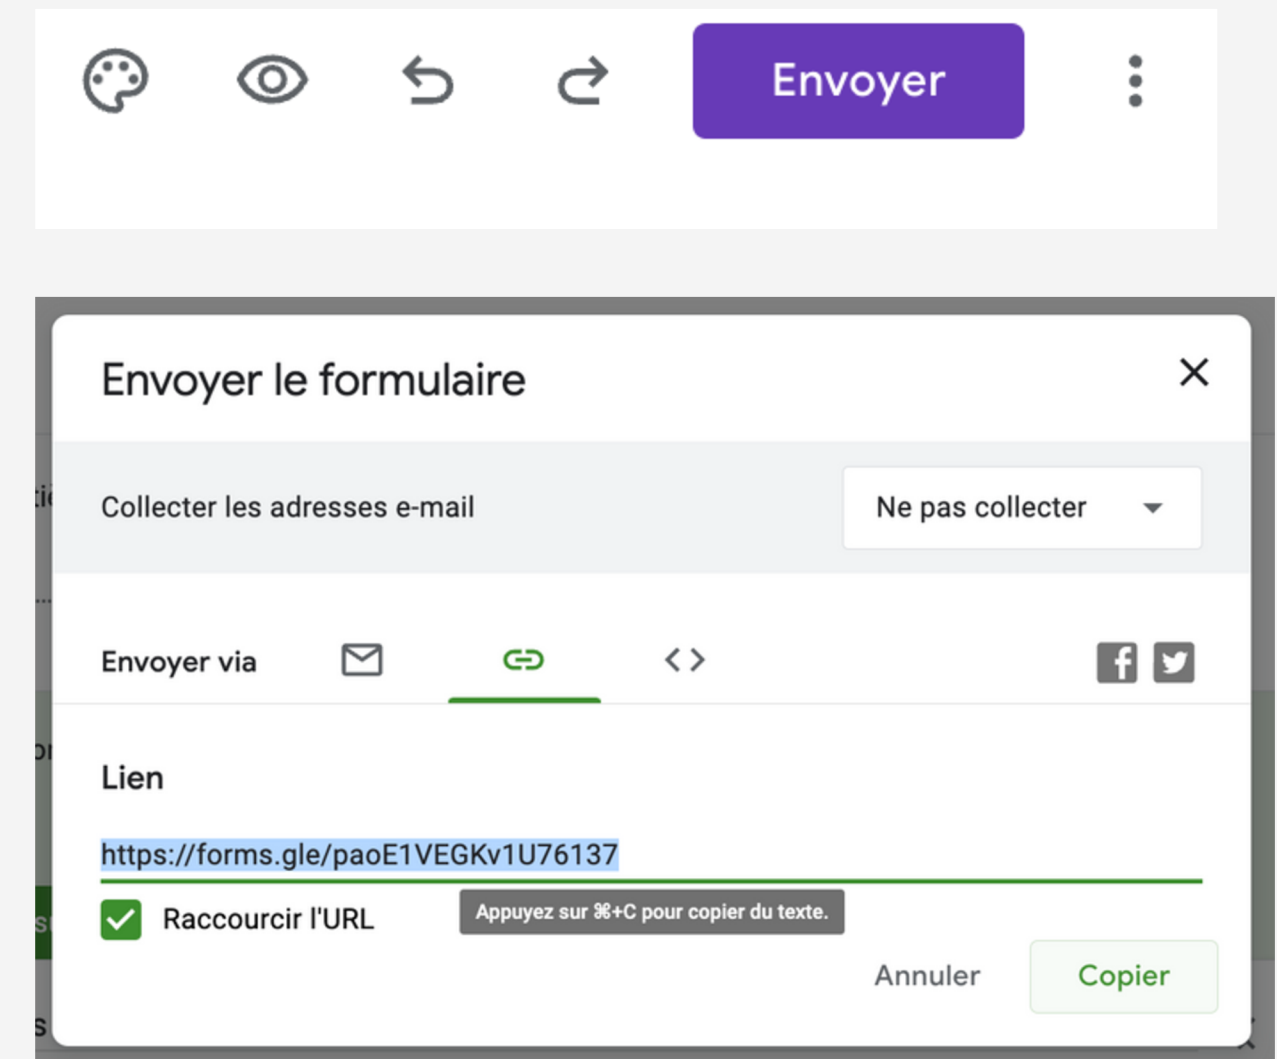 Envoyer
Envoyer le formulaire
Collecter les adresses e-mail
Ne pas collecter
Envoyer via
Lien
https://forms.gle/paoE1VEGKv1U76137
Raccourcir l'URL
Appuyez sur ⌘+C pour copier du texte.
Annuler
Copier